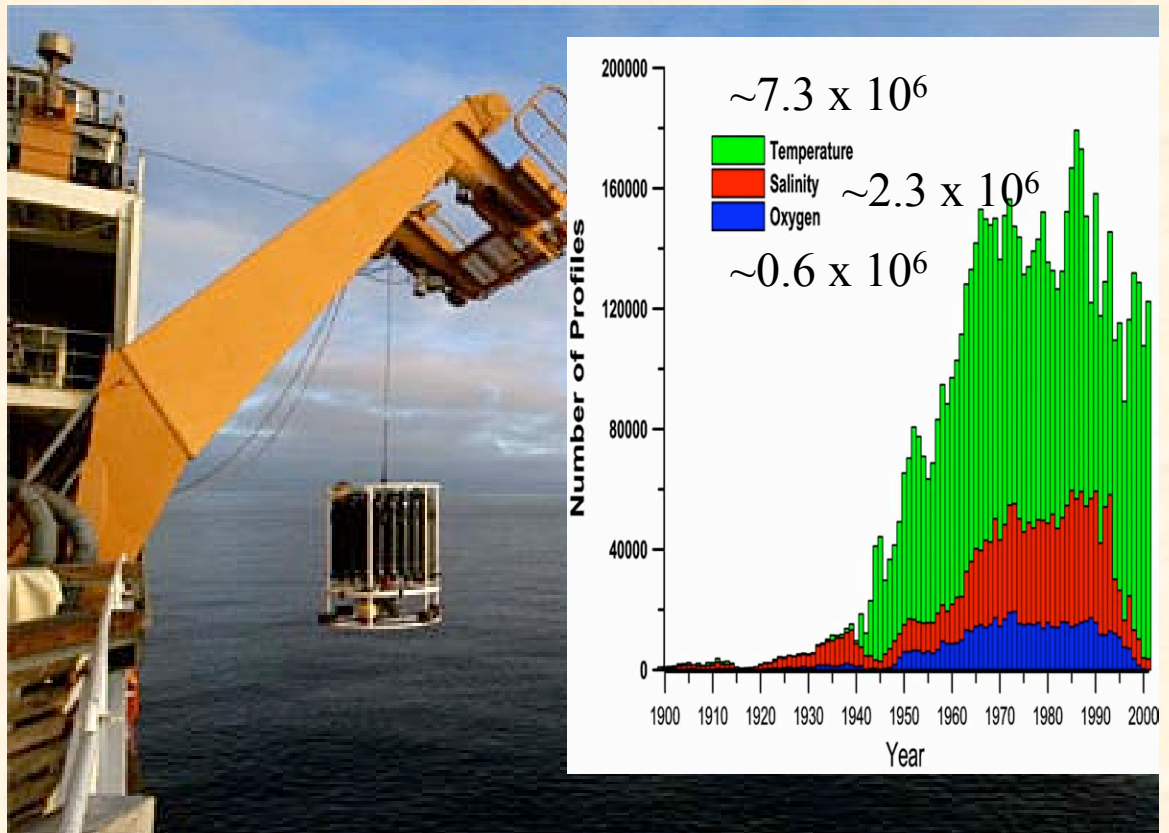 200000
160000
120000
80000
40000
0
Number of Profiles
~7.3 x 10⁶
Temperature
Salinity
~2.3 x 10⁶
Oxygen
~0.6 x 10⁶
1900 1910 1920 1930 1940 1950 1960 1970 1980 1990 2000
Year